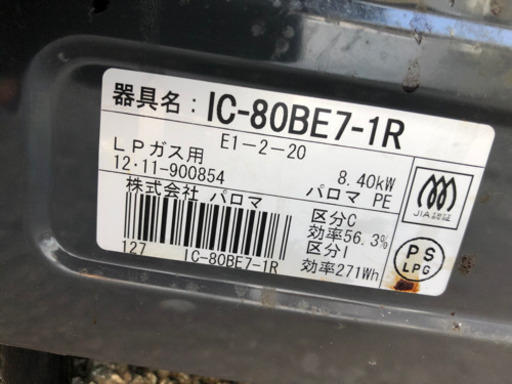 器具名：IC-80BE7-1R
E1-2-20
LPガス用
8.40kW
12・11-900854
パロマ PE
株式会社 パロマ
区分C
効率56.3%
区分I
効率271Wh
127 IC-80BE7-1R
JIA認証
PS
LPG